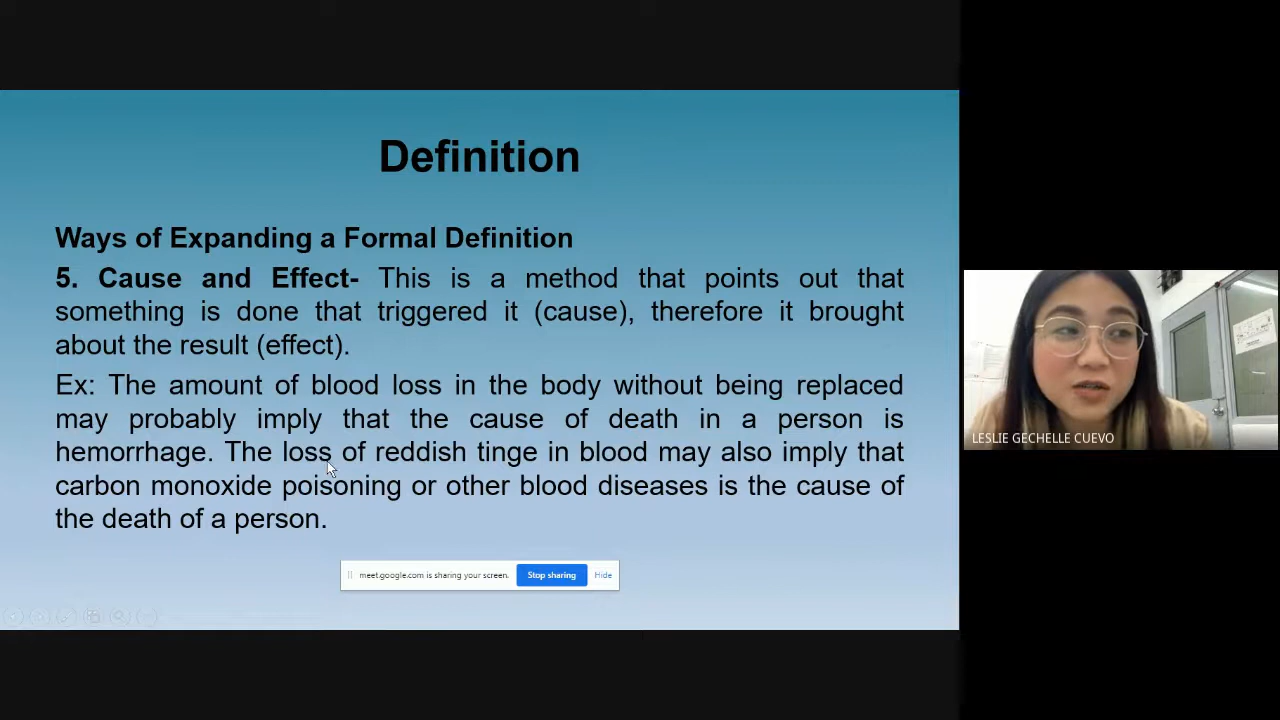 Definition
Ways of Expanding a Formal Definition
5. Cause and Effect- This is a method that points out that
something is done that triggered it (cause), therefore it brought
about the result (effect).
Ex: The amount of blood loss in the body without being replaced
may probably imply that the cause of death in a person is
hemorrhage. The loss of reddish tinge in blood may also imply that
carbon monoxide poisoning or other blood diseases is the cause of
the death of a person.
meet.google.com is sharing your screen. Stop sharing Hide
LESLIE GECHELLE CUEVO